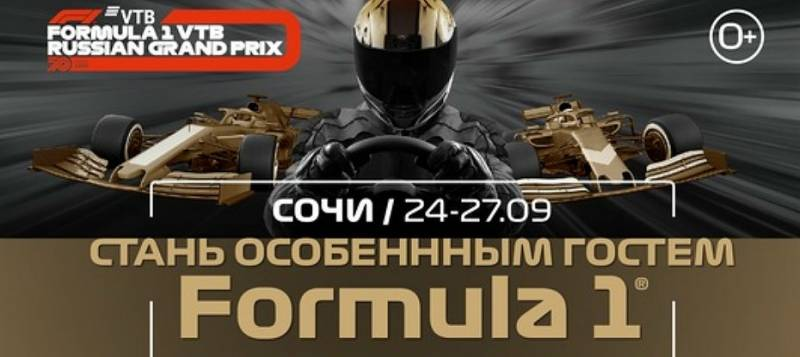 VTB
FORMULA 1 VTB
RUSSIAN GRAND PRIX
70
0+
СОЧИ / 24-27.09
СТАНЬ ОСОБЕНННЫМ ГОСТЕМ
Formula 1®